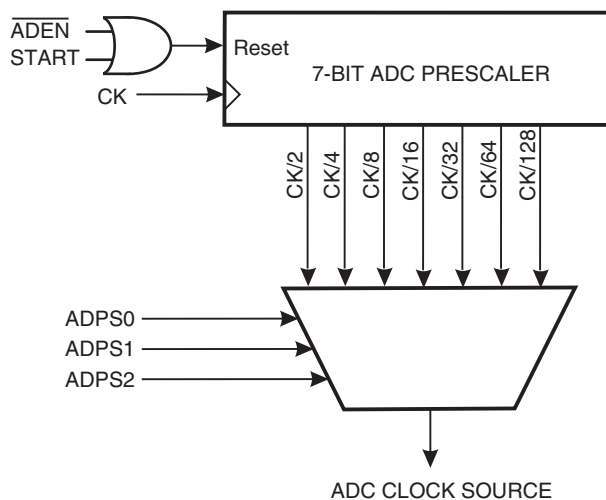 ADEN
START
Reset
7-BIT ADC PRESCALER
CK
CK/2
CK/4
CK/8
CK/16
CK/32
CK/64
CK/128
ADPS0
ADPS1
ADPS2
ADC CLOCK SOURCE